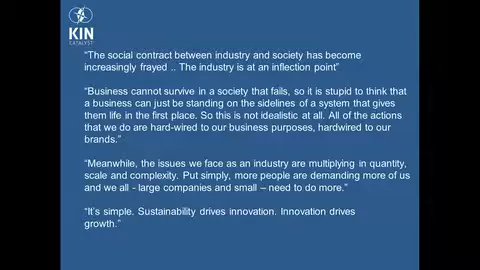 KIN
CATALYST
“The social contract between industry and society has become
increasingly frayed .. The industry is at an inflection point”
“Business cannot survive in a society that fails, so it is stupid to think that
a business can just be standing on the sidelines of a system that gives
them life in the first place. So this is not idealistic at all. All of the actions
that we do are hard-wired to our business purposes, hardwired to our
brands.”
“Meanwhile, the issues we face as an industry are multiplying in quantity,
scale and complexity. Put simply, more people are demanding more of us
and we all - large companies and small – need to do more.”
“It’s simple. Sustainability drives innovation. Innovation drives
growth.”